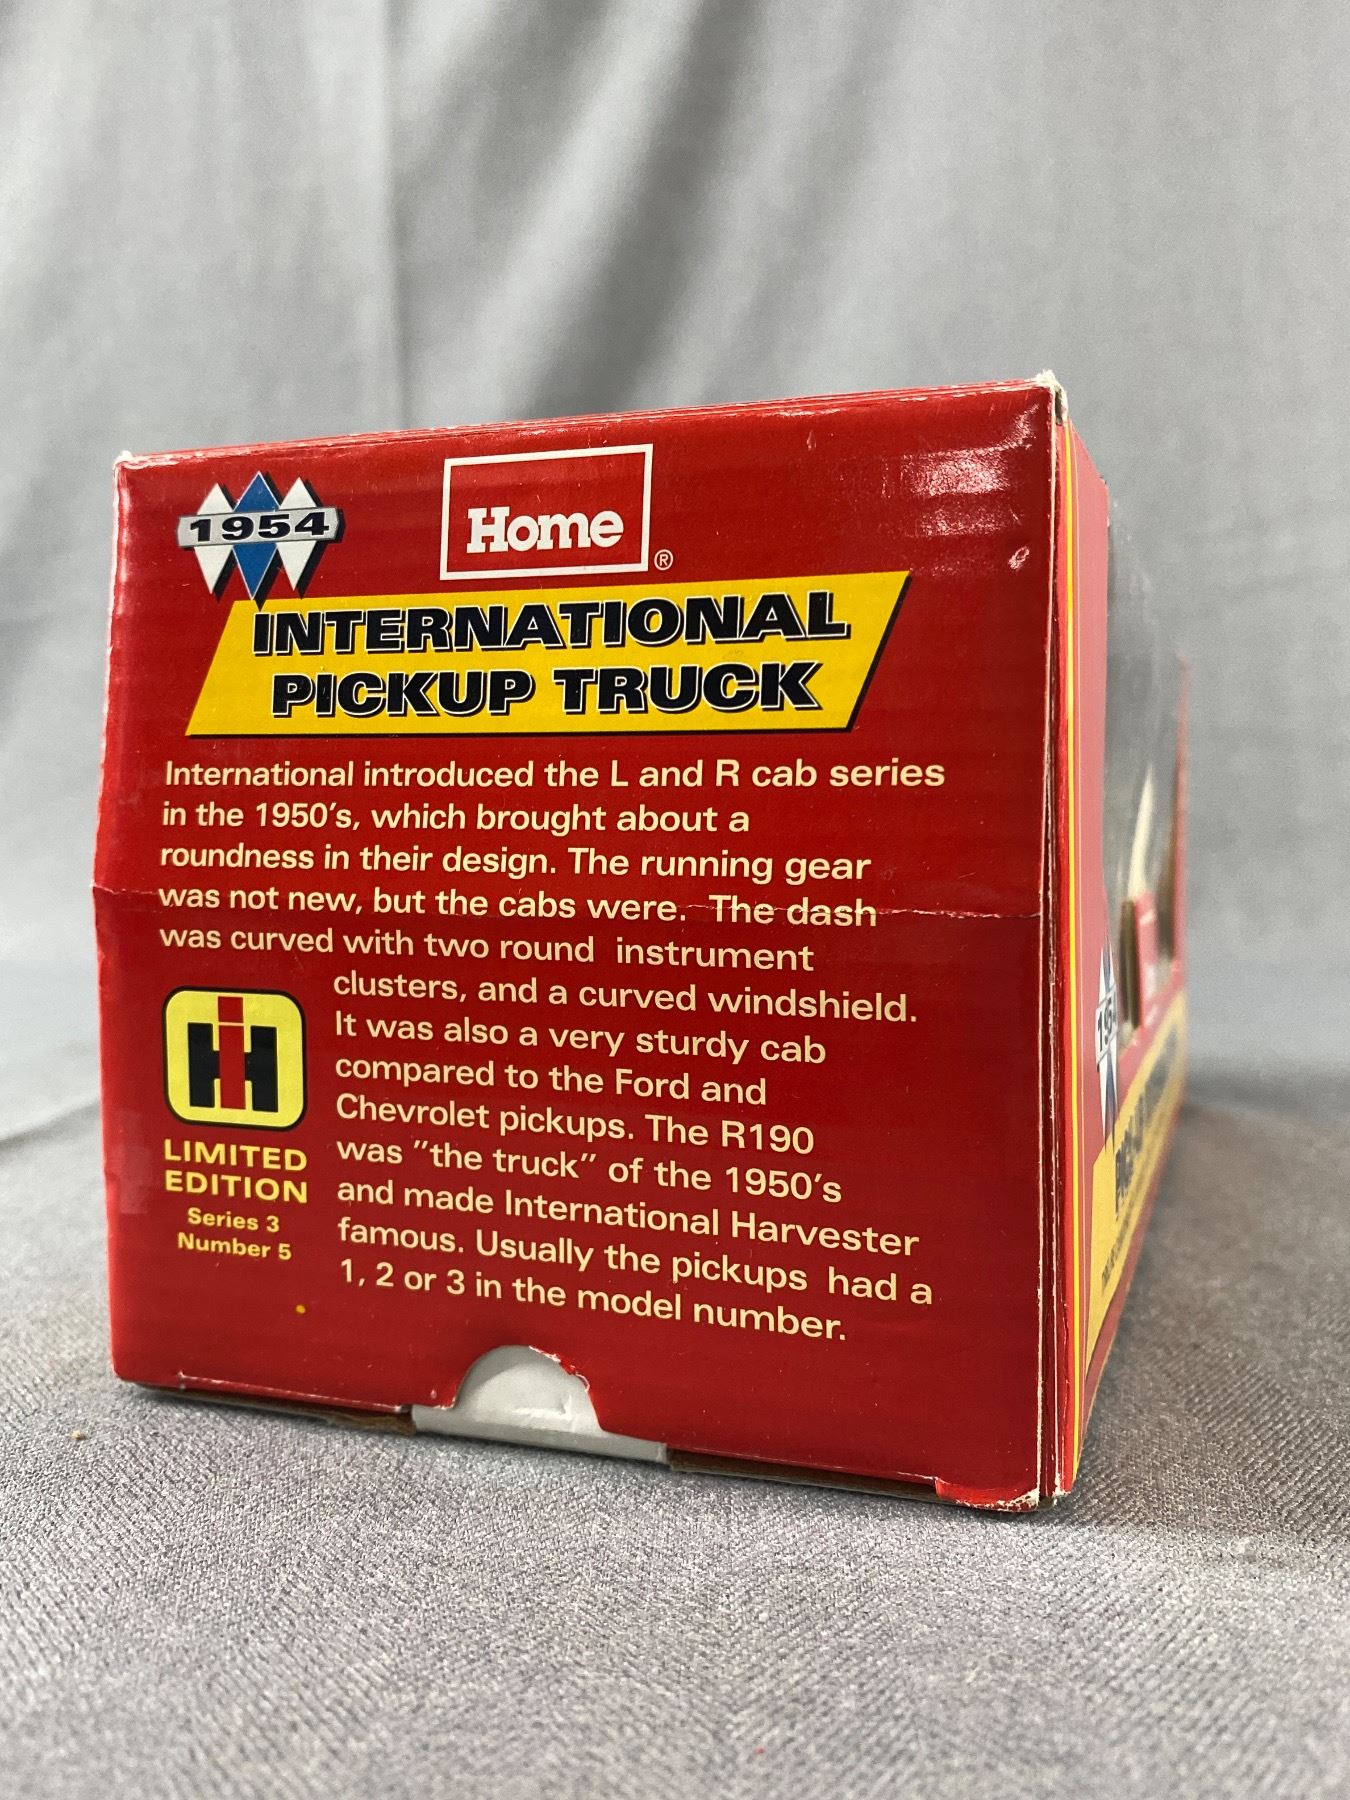 1954
Home
®
INTERNATIONAL
PICKUP TRUCK
International introduced the L and R cab series
in the 1950's, which brought about a
roundness in their design. The running gear
was not new, but the cabs were. The dash
was curved with two round instrument
clusters, and a curved windshield.
It was also a very sturdy cab
compared to the Ford and
Chevrolet pickups. The R190
was "the truck" of the 1950's
and made International Harvester
famous. Usually the pickups had a
1, 2 or 3 in the model number.
IH
LIMITED
EDITION
Series 3
Number 5